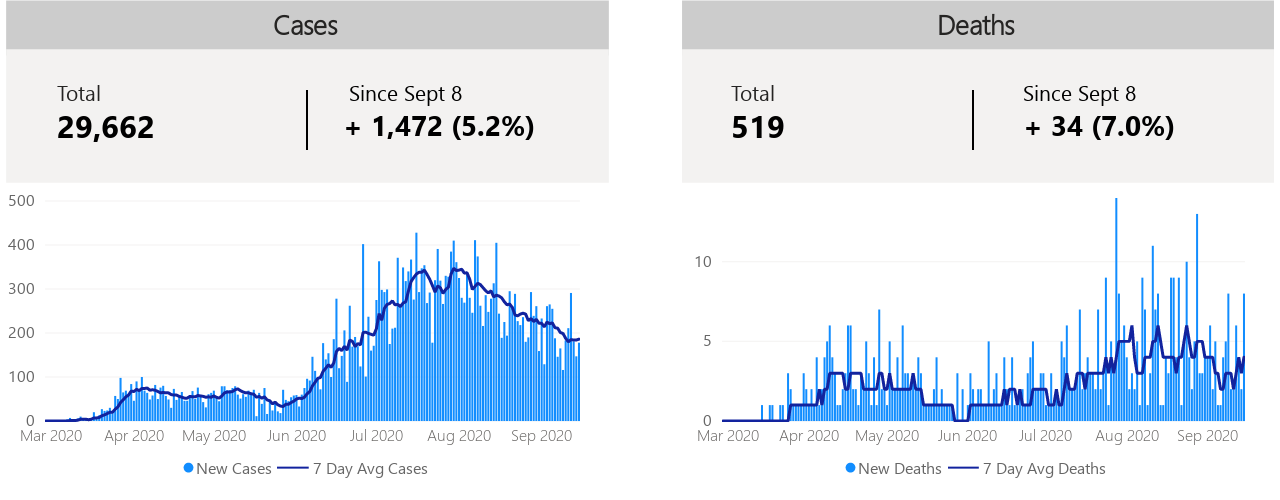 Cases
Total
29,662
Since Sept 8
+ 1,472 (5.2%)
500
400
300
200
100
0
Mar 2020 Apr 2020 May 2020 Jun 2020 Jul 2020 Aug 2020 Sep 2020
New Cases 7 Day Avg Cases
Deaths
Total
519
Since Sept 8
+ 34 (7.0%)
10
5
0
Mar 2020 Apr 2020 May 2020 Jun 2020 Jul 2020 Aug 2020 Sep 2020
New Deaths 7 Day Avg Deaths